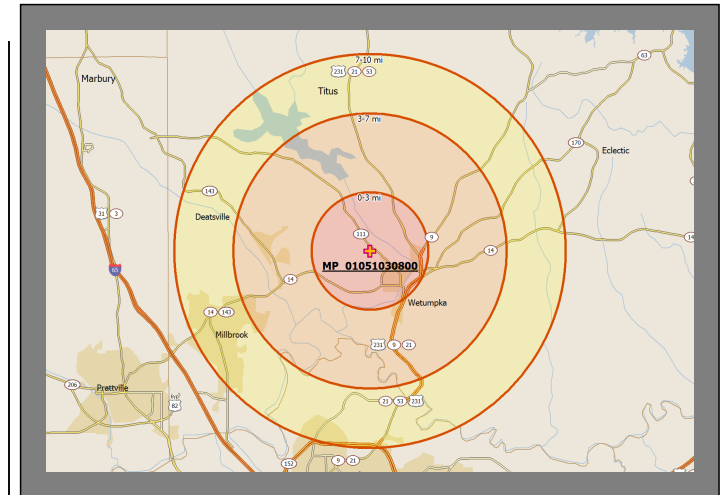 7-10 mi
231 21 53
63
Marbury
Titus
3-7 mi
170
Eclectic
143
0-3 mi
31 3
Deatsville
111
9
14
14
65
MP_01051030800
14
Wetumpka
14 143
Millbrook
231 9 21
206
Prattville
82
21 53 231
152
9 21